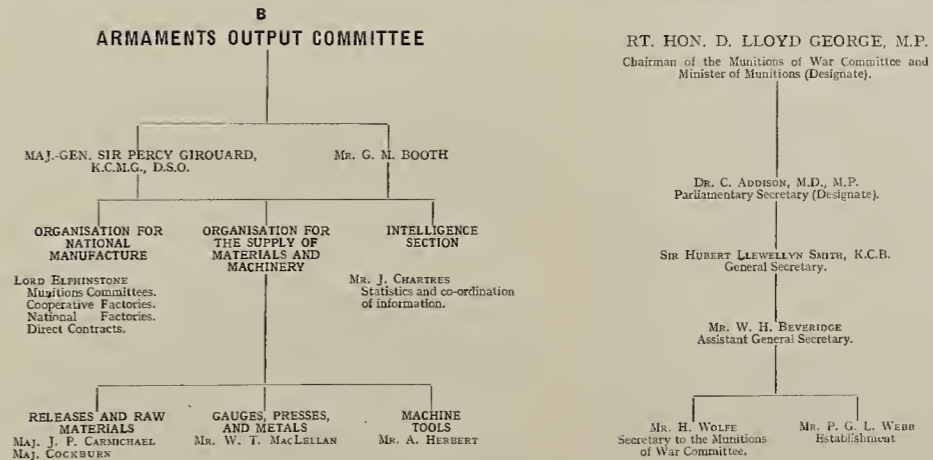 B
ARMAMENTS OUTPUT COMMITTEE
MAJ.-GEN. SIR PERCY GIROUARD,
K.C.M.G., D.S.O.
MR. G. M. BOOTH
ORGANISATION FOR
NATIONAL
MANUFACTURE
LORD ELPHINSTONE
Munitions Committees.
Cooperative Factories.
National Factories.
Direct Contracts.
ORGANISATION FOR
THE SUPPLY OF
MATERIALS AND
MACHINERY
INTELLIGENCE
SECTION
MR. J. CHARTRES
Statistics and co-ordination
of information.
RELEASES AND RAW
MATERIALS
MAJ. J. P. CARMICHAEL
MAJ. COCKBURN
GAUGES, PRESSES,
AND METALS
MR. W. T. MACLELLAN
MACHINE
TOOLS
MR. A. HERBERT
RT. HON. D. LLOYD GEORGE, M.P.
Chairman of the Munitions of War Committee and
Minister of Munitions (Designate).
DR. C. ADDISON, M.D., M.P.
Parliamentary Secretary (Designate).
SIR HUBERT LLEWELLYN SMITH, K.C.B.
General Secretary.
MR. W. H. BEVERIDGE
Assistant General Secretary.
MR. H. WOLFE
Secretary to the Munitions
of War Committee.
MR. P. G. L. WEBB
Establishment